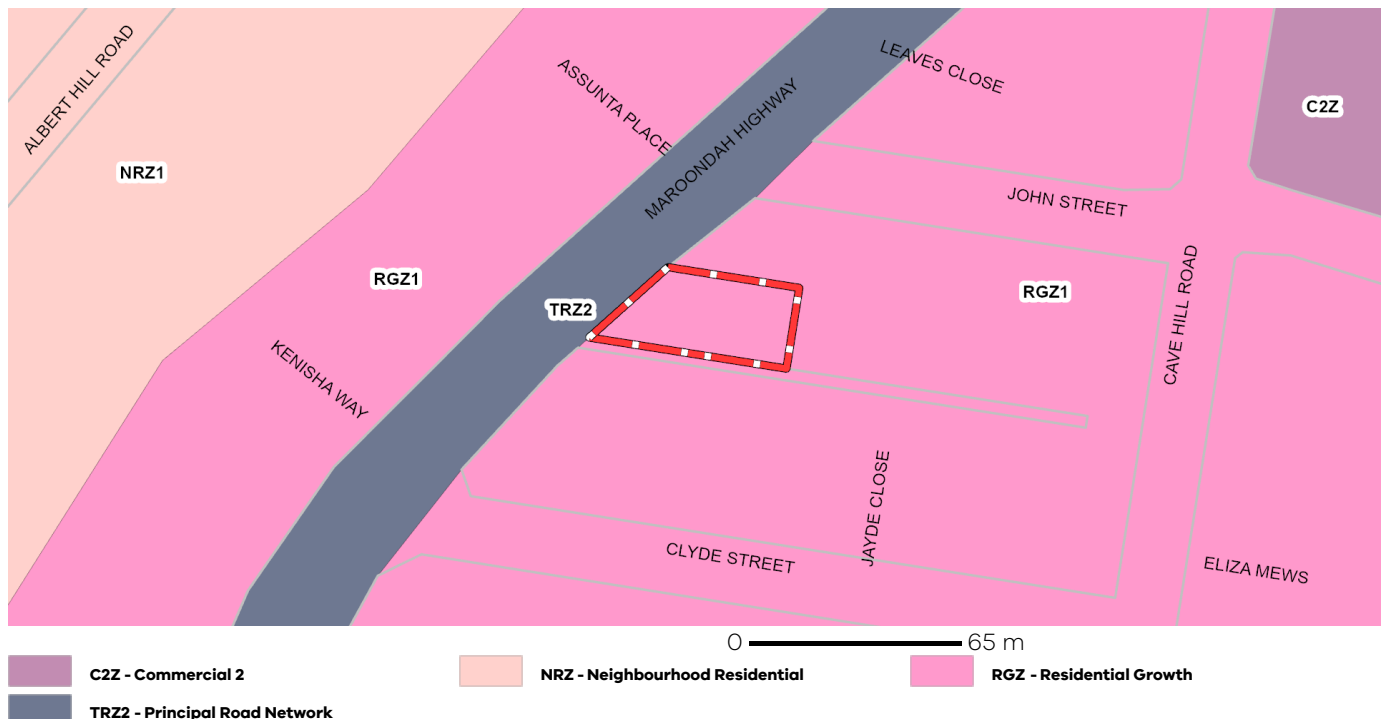 ALBERT HILL ROAD
ASSUNTA PLACE
LEAVES CLOSE
MAROONDAH HIGHWAY
C2Z
NRZ1
JOHN STREET
RGZ1
TRZ2
RGZ1
CAVE HILL ROAD
KENISHA WAY
JAYDE CLOSE
CLYDE STREET
ELIZA MEWS
0 65 m
C2Z - Commercial 2
NRZ - Neighbourhood Residential
RGZ - Residential Growth
TRZ2 - Principal Road Network